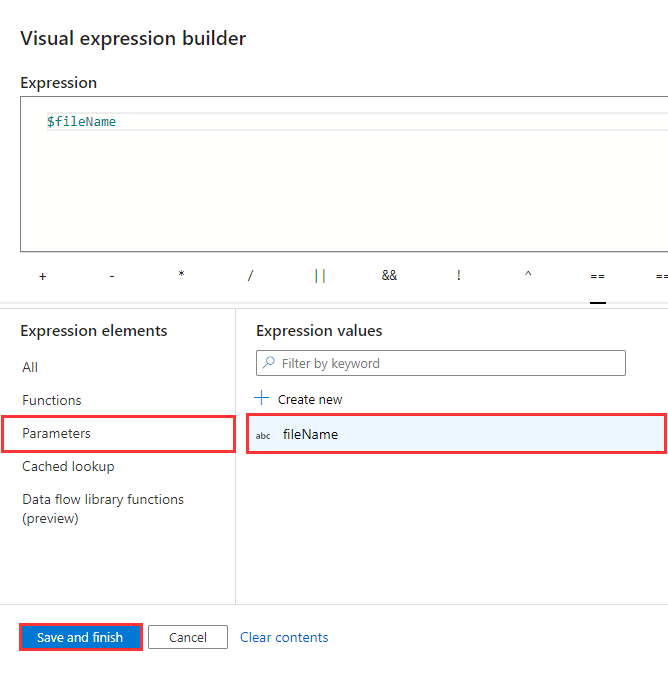 Visual expression builder
Expression
$fileName
+ - * / || && ! ^ == ==
Expression elements
Expression values
All
Filter by keyword
Functions
Create new
Parameters
abc fileName
Cached lookup
Data flow library functions
(preview)
Save and finish Cancel Clear contents